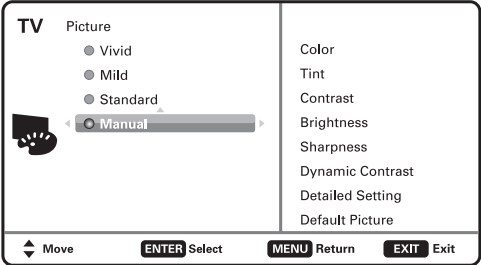 TV Picture
Vivid
Mild
Standard
Manual
Color
Tint
Contrast
Brightness
Sharpness
Dynamic Contrast
Detailed Setting
Default Picture
Move ENTER Select MENU Return EXIT Exit